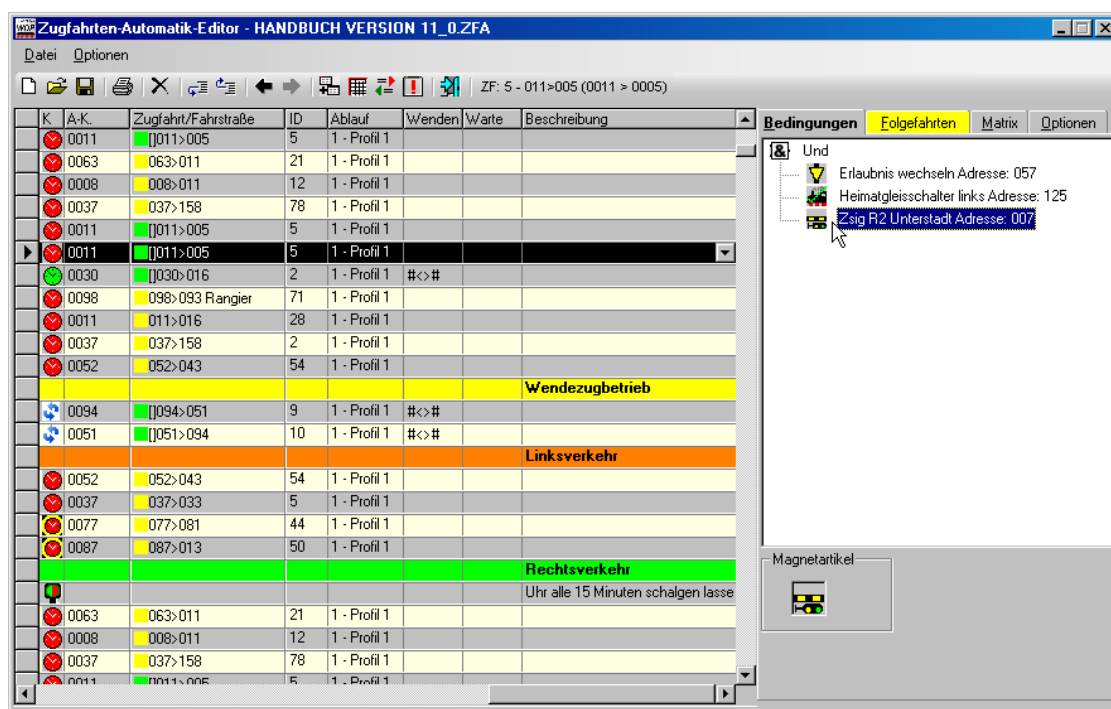 WDP Zugfahrten-Automatik-Editor - HANDBUCH VERSION 11_0.ZFA
Datei Optionen
ZF: 5 - 011>005 (0011 > 0005)
K A-K. Zugfahrt/Fahrstraße ID Ablauf Wenden Warte Beschreibung
0011 []011>005 5 1 - Profil 1
0063 063>011 21 1 - Profil 1
0008 008>011 12 1 - Profil 1
0037 037>158 78 1 - Profil 1
0011 []011>005 5 1 - Profil 1
0011 []011>005 5 1 - Profil 1
0030 []030>016 2 1 - Profil 1 #<>#
0098 098>093 Rangier 71 1 - Profil 1
0011 011>016 28 1 - Profil 1
0037 037>158 2 1 - Profil 1
0052 052>043 54 1 - Profil 1
Wendezugbetrieb
0094 []094>051 9 1 - Profil 1 #<>#
0051 []051>094 10 1 - Profil 1 #<>#
Linksverkehr
0052 052>043 54 1 - Profil 1
0037 037>033 5 1 - Profil 1
0077 077>081 44 1 - Profil 1
0087 087>013 50 1 - Profil 1
Rechtsverkehr
Uhr alle 15 Minuten schalgen lasse
0063 063>011 21 1 - Profil 1
0008 008>011 12 1 - Profil 1
0037 037>158 78 1 - Profil 1
0011 []011>005 5 1 - Profil 1
Bedingungen Folgefahrten Matrix Optionen
& Und
Erlaubnis wechseln Adresse: 057
Heimatgleisschalter links Adresse: 125
Zsig R2 Unterstadt Adresse: 007
Magnetartikel